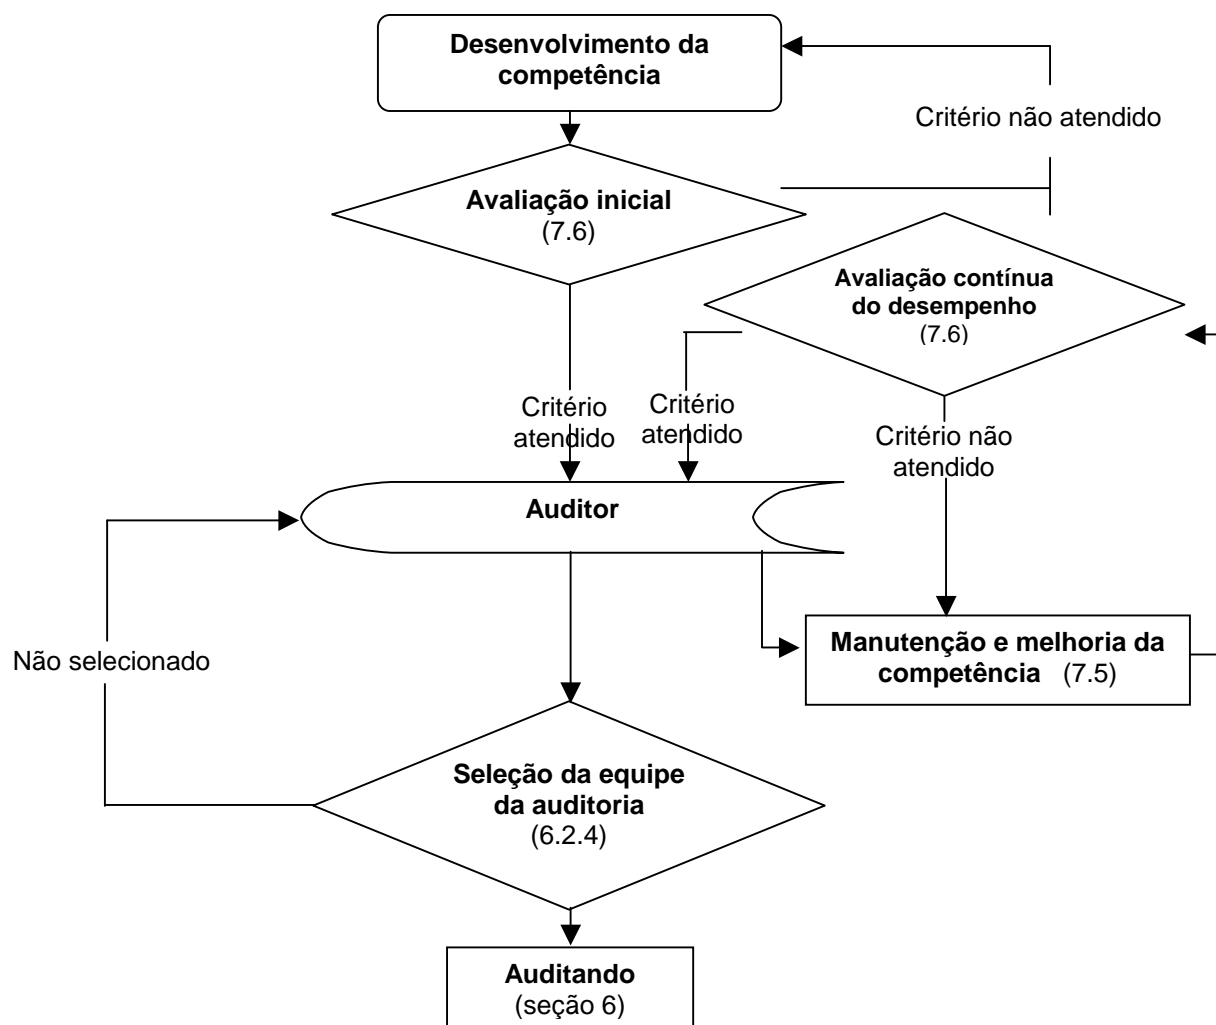 Desenvolvimento da
competência
Critério não atendido
Avaliação inicial
(7.6)
Avaliação contínua
do desempenho
(7.6)
Critério
atendido
Critério
atendido
Critério não
atendido
Auditor
Não selecionado
Manutenção e melhoria da
competência (7.5)
Seleção da equipe
da auditoria
(6.2.4)
Auditando
(seção 6)